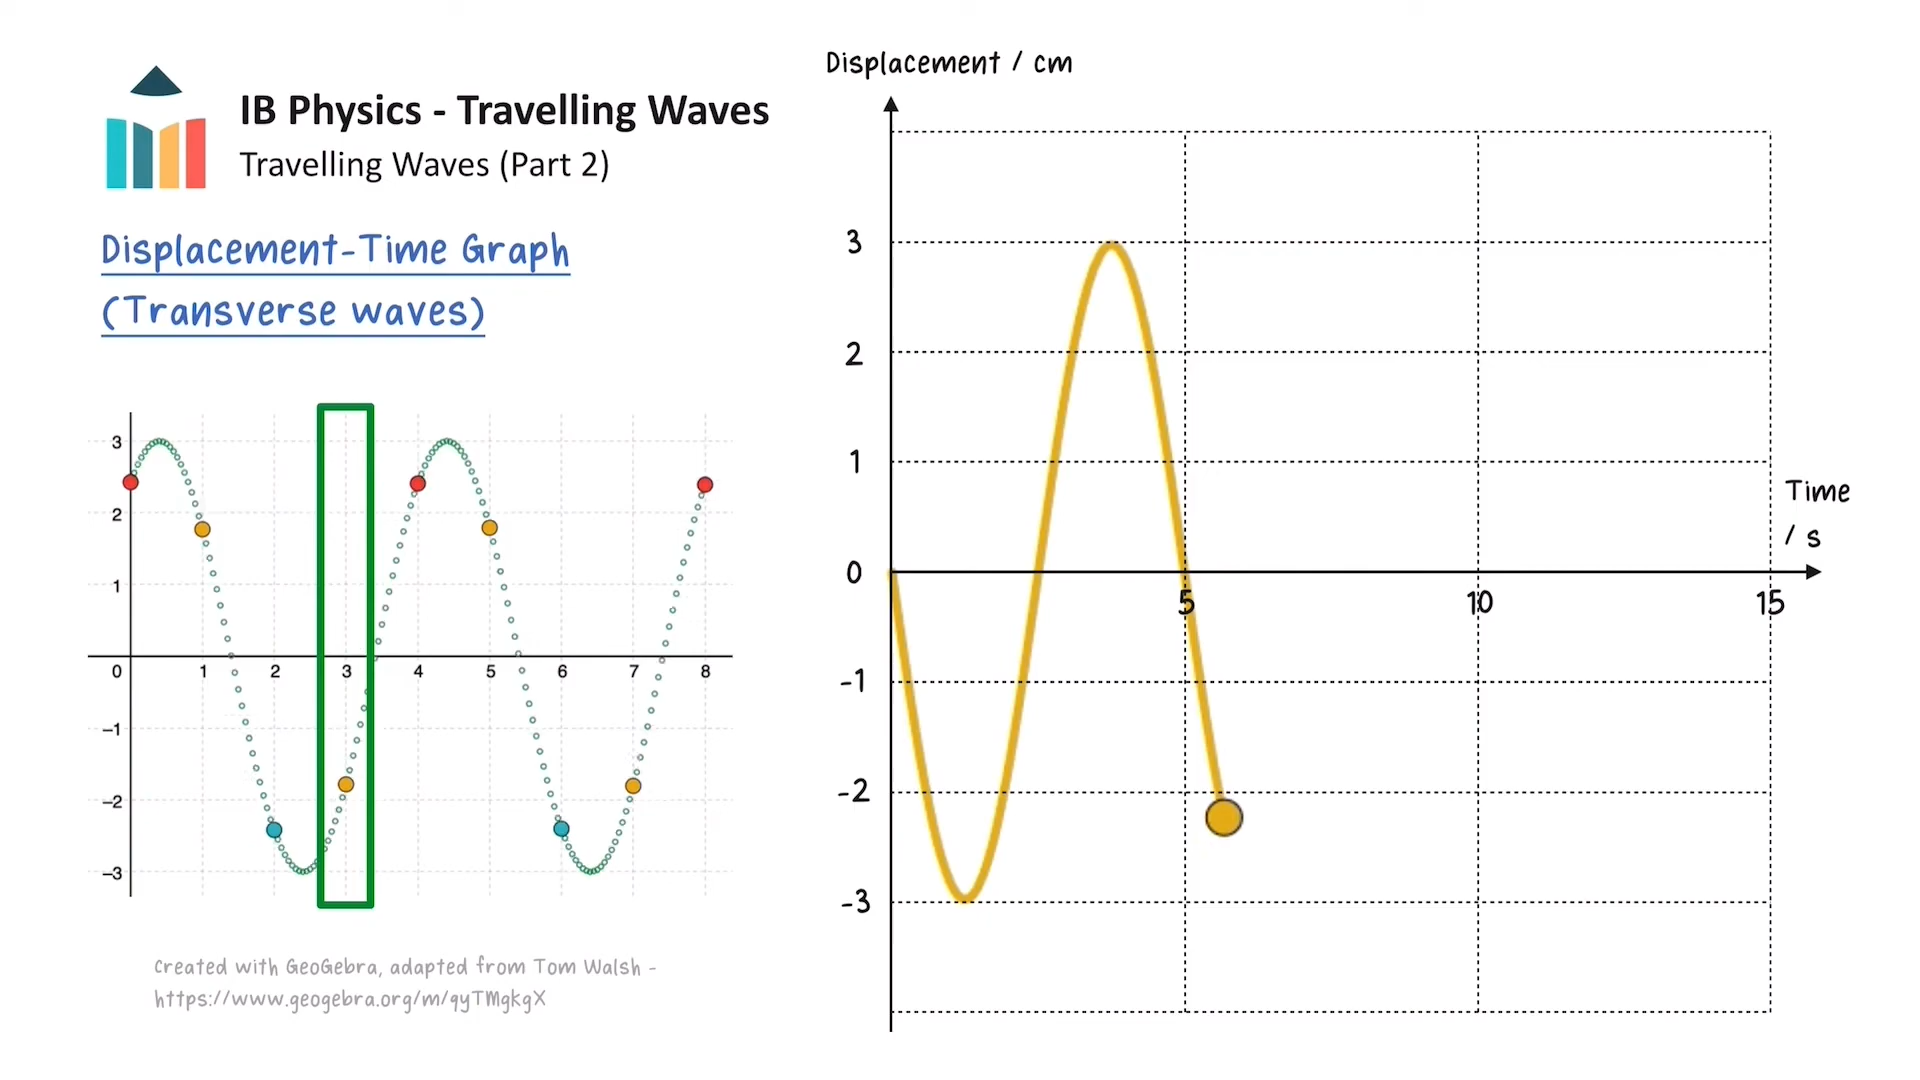 IB Physics - Travelling Waves
Travelling Waves (Part 2)
Displacement-Time Graph
(Transverse waves)
3
2
1
0
1
2
3
4
5
6
7
8
−1
−2
−3
Created with GeoGebra, adapted from Tom Walsh -
https://www.geogebra.org/m/qyTMgkgX
Displacement / cm
3
2
1
0
-1
-2
-3
5
10
15
Time
/ s